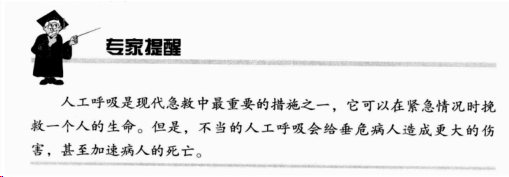 专家提醒
人工呼吸是现代急救中最重要的措施之一，它可以在紧急情况时挽
救一个人的生命。但是，不当的人工呼吸会给垂危病人造成更大的伤
害，甚至加速病人的死亡。